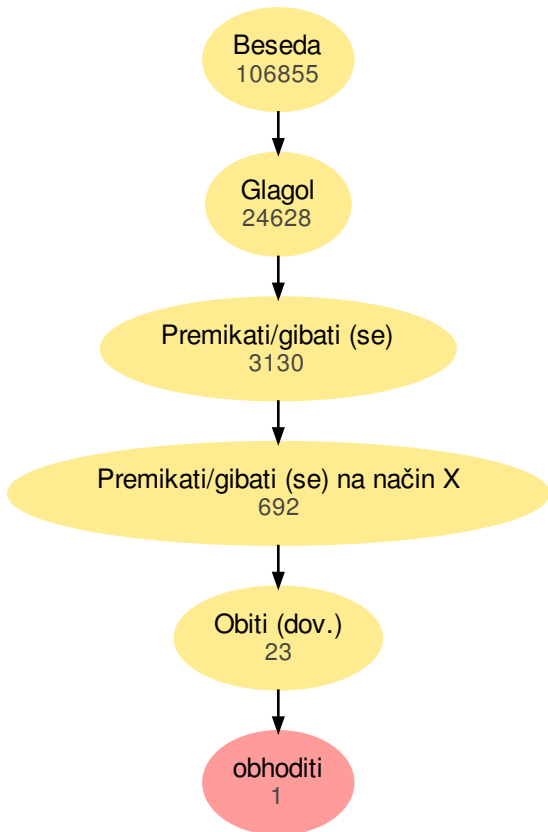 Beseda
106855
Glagol
24628
Premikati/gibati (se)
3130
Premikati/gibati (se) na način X
692
Obiti (dov.)
23
obhoditi
1